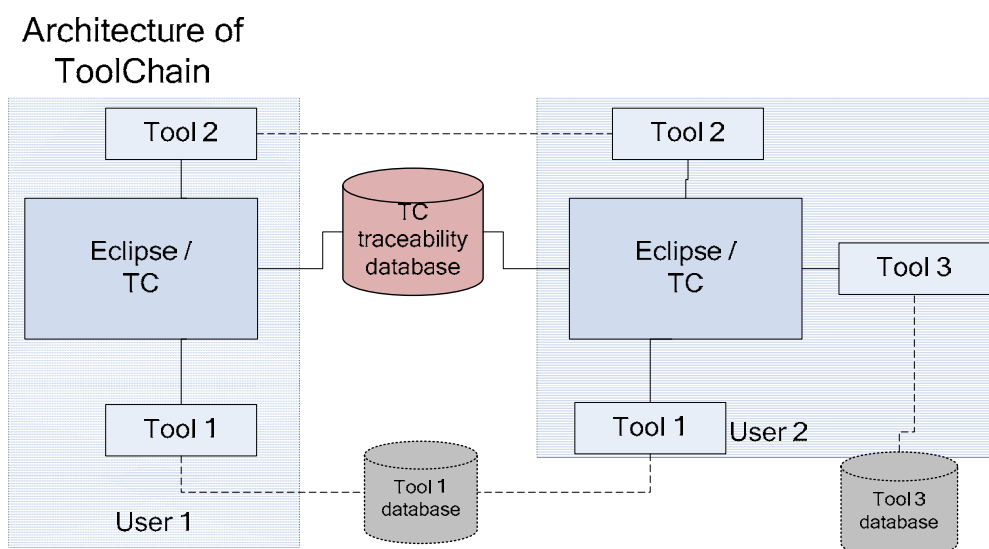 Architecture of
ToolChain
Tool 2
Tool 2
Eclipse /
TC
TC
traceability
database
Eclipse /
TC
Tool 3
Tool 1
Tool 1
User 2
Tool 1
database
Tool 3
database
User 1